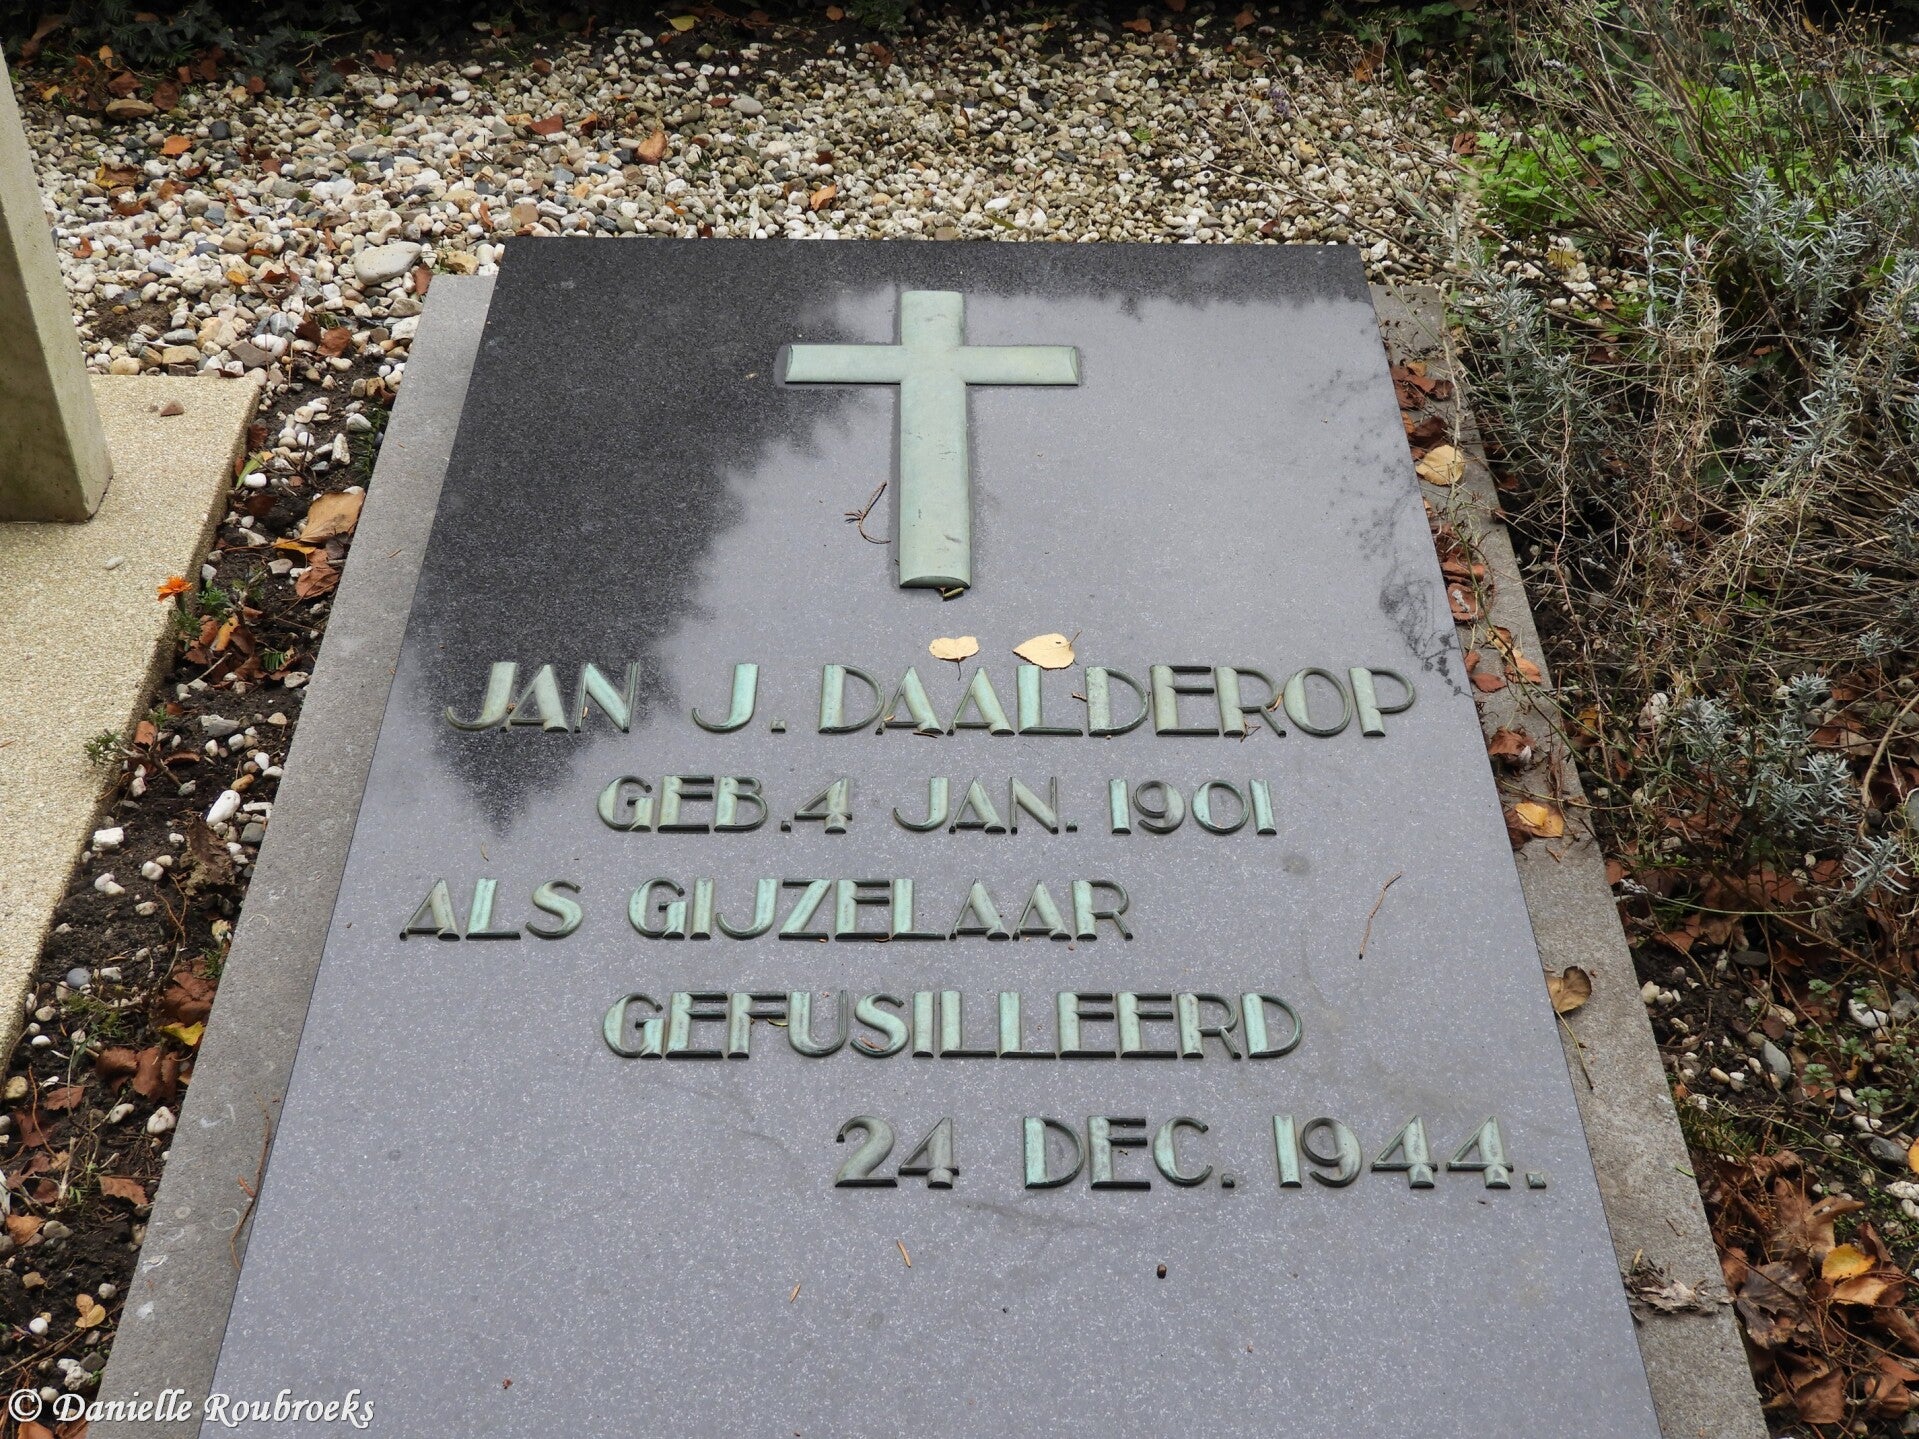 JAN J. DAALDEROP
GEB. 4 JAN. 1901
ALS GIJZELAAR
GEFUSILLEERD
24 DEC. 1944.
© Danielle Roubroeks